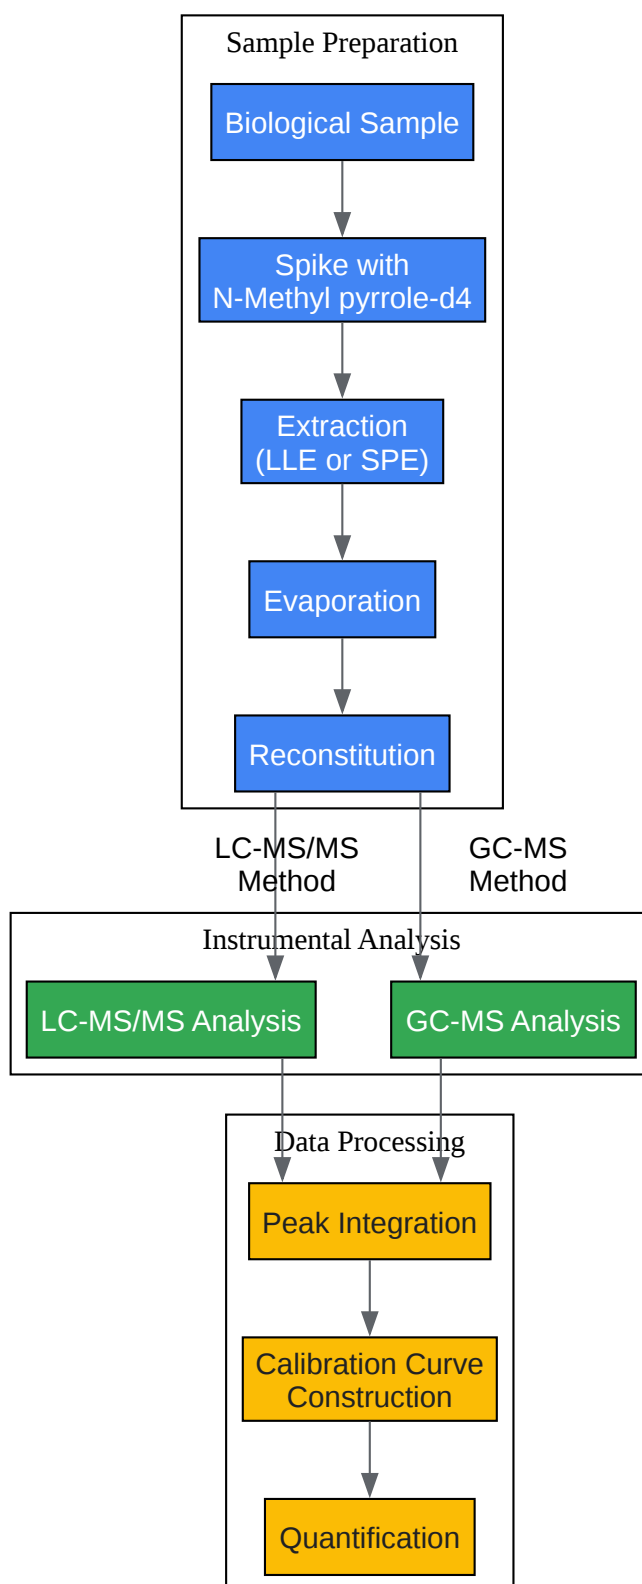 Sample Preparation
Biological Sample
Spike with
N-Methyl pyrrole-d4
Extraction
(LLE or SPE)
Evaporation
Reconstitution
LC-MS/MS
Method
GC-MS
Method
Instrumental Analysis
LC-MS/MS Analysis
GC-MS Analysis
Data Processing
Peak Integration
Calibration Curve
Construction
Quantification